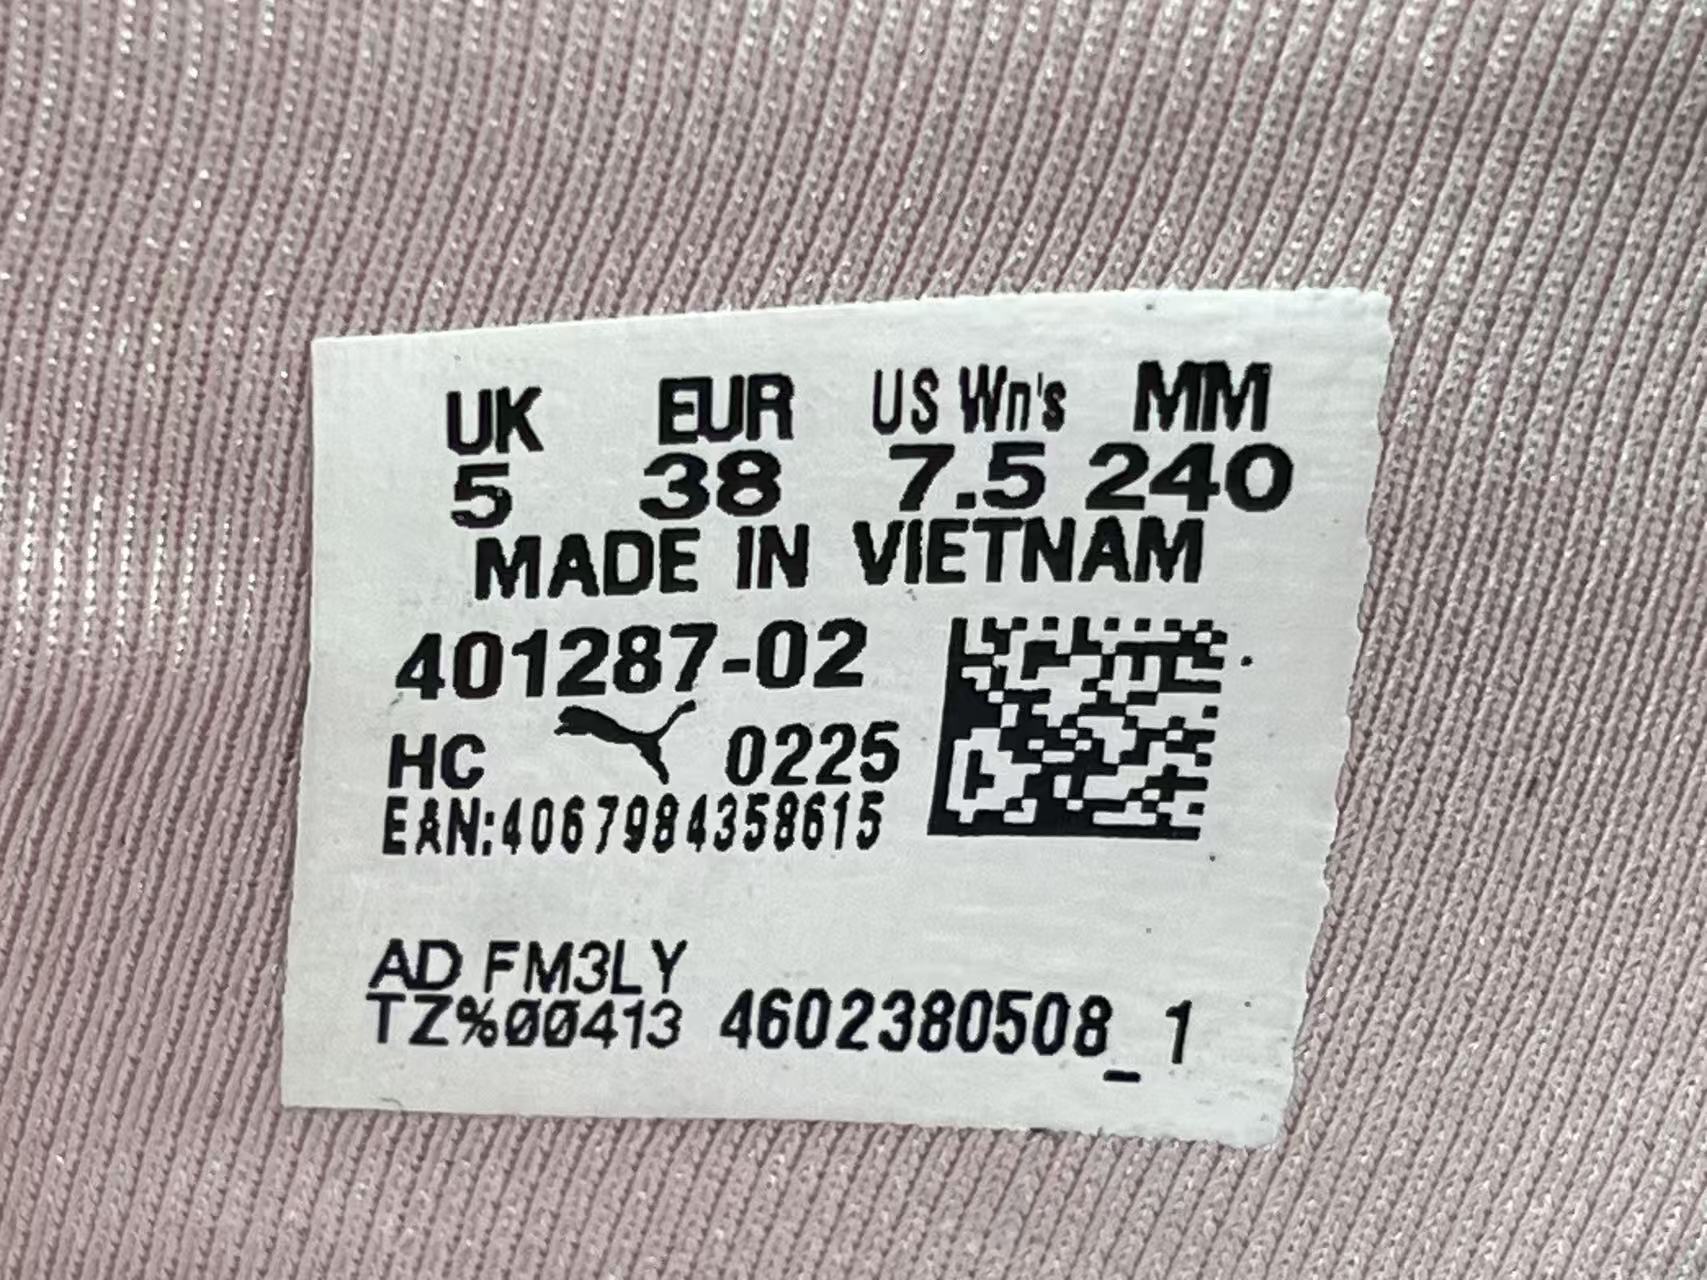 UK EUR US Wn's MM
5 38 7.5 240
MADE IN VIETNAM
401287-02
HC 0225
EAN:4067984358615
AD FM3LY
TZ%00413 4602380508_1